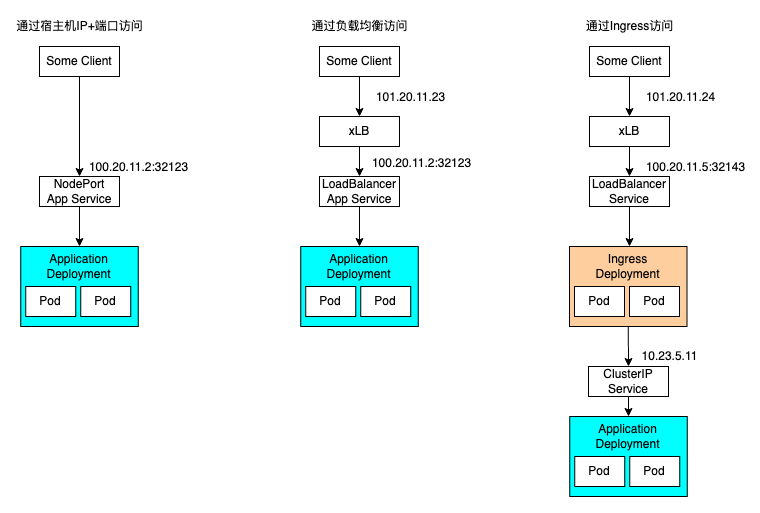 通过宿主机IP+端口访问
Some Client
100.20.11.2:32123
NodePort
App Service
Application
Deployment
Pod
Pod
通过负载均衡访问
Some Client
101.20.11.23
xLB
100.20.11.2:32123
LoadBalancer
App Service
Application
Deployment
Pod
Pod
通过Ingress访问
Some Client
101.20.11.24
xLB
100.20.11.5:32143
LoadBalancer
Service
Ingress
Deployment
Pod
Pod
10.23.5.11
ClusterIP
Service
Application
Deployment
Pod
Pod